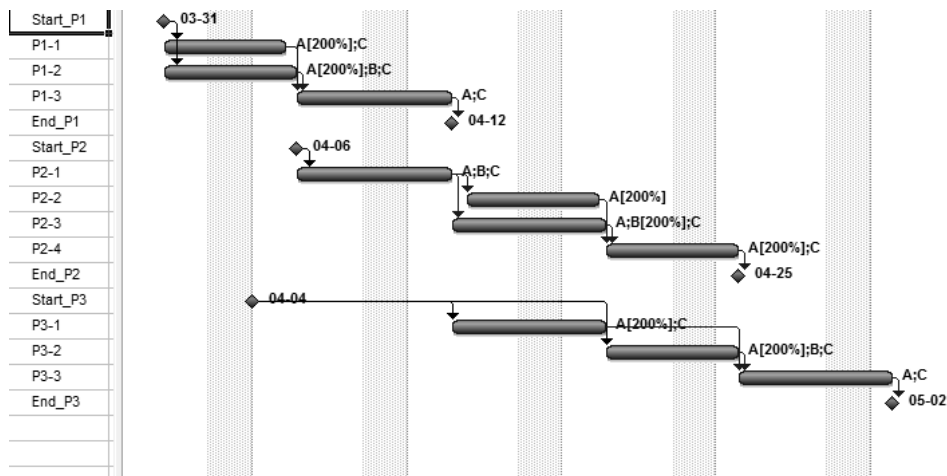 Start_P1 03-31
P1-1 A[200%];C
P1-2 A[200%];B;C
P1-3 A;C
End_P1 04-12
Start_P2 04-06
P2-1 A;B;C
P2-2 A[200%]
P2-3 A;B[200%];C
P2-4 A[200%];C
End_P2 04-25
Start_P3 04-04
P3-1 A[200%];C
P3-2 A[200%];B;C
P3-3 A;C
End_P3 05-02